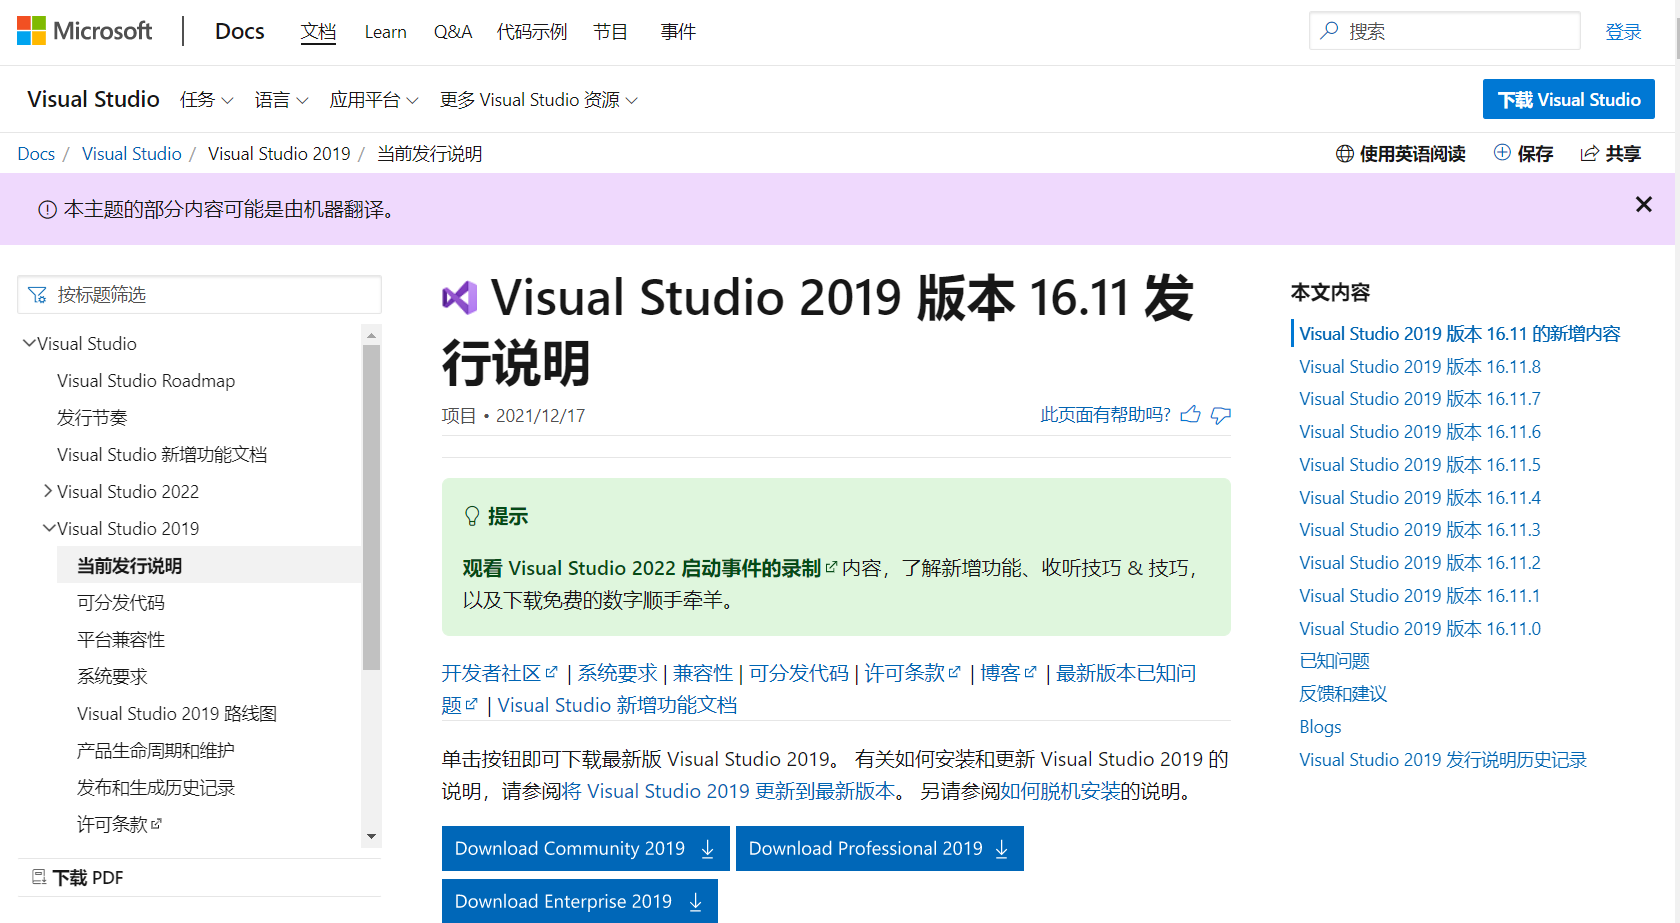 Microsoft Docs 文档 Learn Q&A 代码示例 节目 事件 搜索 登录
Visual Studio 任务 语言 应用平台 更多 Visual Studio 资源 下载 Visual Studio
Docs / Visual Studio / Visual Studio 2019 / 当前发行说明 使用英语阅读 保存 共享
本主题的部分内容可能是由机器翻译。
按标题筛选
Visual Studio
Visual Studio Roadmap
发行节奏
Visual Studio 新增功能文档
Visual Studio 2022
Visual Studio 2019
当前发行说明
可分发代码
平台兼容性
系统要求
Visual Studio 2019 路线图
产品生命周期和维护
发布和生成历史记录
许可条款
下载 PDF
Visual Studio 2019 版本 16.11 发
行说明
项目 • 2021/12/17 此页面有帮助吗?
提示
观看 Visual Studio 2022 启动事件的录制 内容，了解新增功能、收听技巧 & 技巧，
以及下载免费的数字顺手牵羊。
开发者社区 | 系统要求 | 兼容性 | 可分发代码 | 许可条款 | 博客 | 最新版本已知问
题 | Visual Studio 新增功能文档
单击按钮即可下载最新版 Visual Studio 2019。 有关如何安装和更新 Visual Studio 2019 的
说明，请参阅将 Visual Studio 2019 更新到最新版本。 另请参阅如何脱机安装的说明。
Download Community 2019 Download Professional 2019
Download Enterprise 2019
本文内容
Visual Studio 2019 版本 16.11 的新增内容
Visual Studio 2019 版本 16.11.8
Visual Studio 2019 版本 16.11.7
Visual Studio 2019 版本 16.11.6
Visual Studio 2019 版本 16.11.5
Visual Studio 2019 版本 16.11.4
Visual Studio 2019 版本 16.11.3
Visual Studio 2019 版本 16.11.2
Visual Studio 2019 版本 16.11.1
Visual Studio 2019 版本 16.11.0
已知问题
反馈和建议
Blogs
Visual Studio 2019 发行说明历史记录